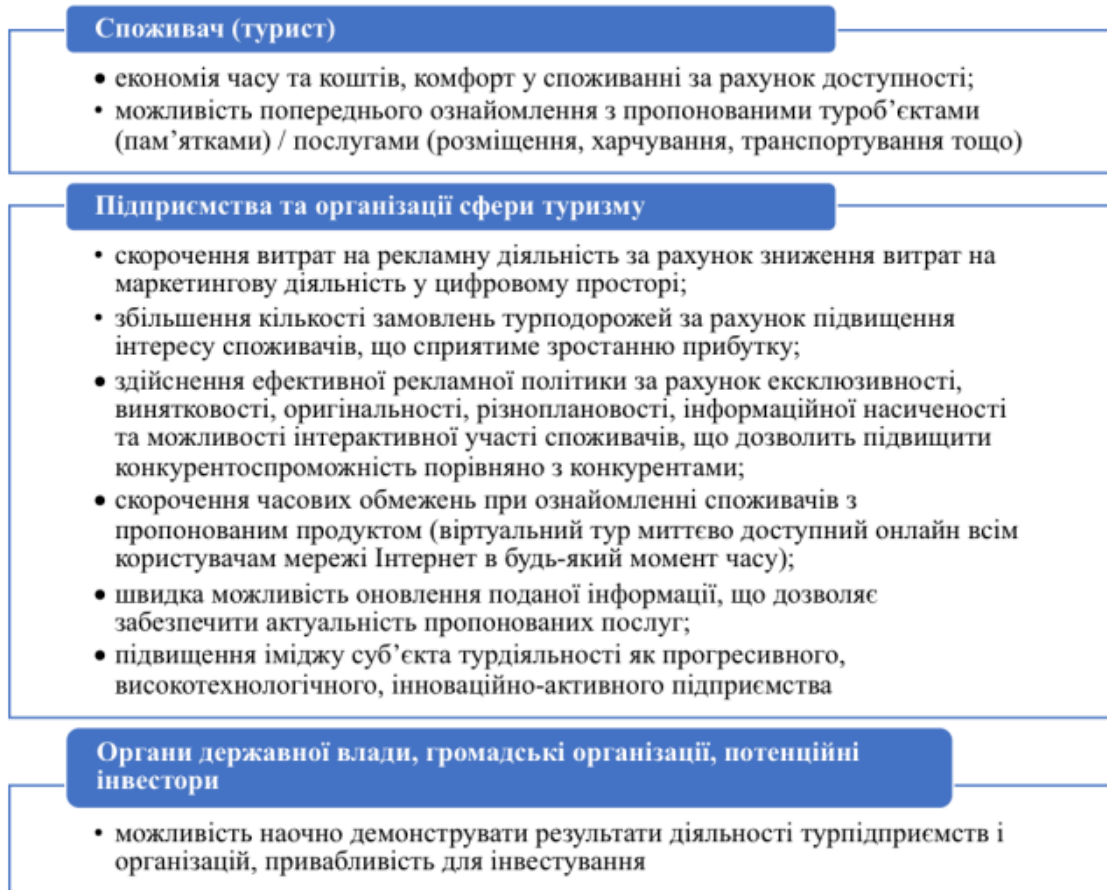 Споживач (турист)
• економія часу та коштів, комфорт у споживанні за рахунок доступності;
• можливість попереднього ознайомлення з пропонованими туроб’єктами
(пам’ятками) / послугами (розміщення, харчування, транспортування тощо)
Підприємства та організації сфери туризму
• скорочення витрат на рекламну діяльність за рахунок зниження витрат на
маркетингову діяльність у цифровому просторі;
• збільшення кількості замовлень турподорожей за рахунок підвищення
інтересу споживачів, що сприятиме зростанню прибутку;
• здійснення ефективної рекламної політики за рахунок ексклюзивності,
винятковості, оригінальності, різноплановості, інформаційної насиченості
та можливості інтерактивної участі споживачів, що дозволить підвищити
конкурентоспроможність порівняно з конкурентами;
• скорочення часових обмежень при ознайомленні споживачів з
пропонованим продуктом (віртуальний тур миттєво доступний онлайн всім
користувачам мережі Інтернет в будь-який момент часу);
• швидка можливість оновлення поданої інформації, що дозволяє
забезпечити актуальність пропонованих послуг;
• підвищення іміджу суб’єкта турдіяльності як прогресивного,
високотехнологічного, інноваційно-активного підприємства
Органи державної влади, громадські організації, потенційні
інвестори
• можливість наочно демонструвати результати діяльності турпідприємств і
організацій, привабливість для інвестування